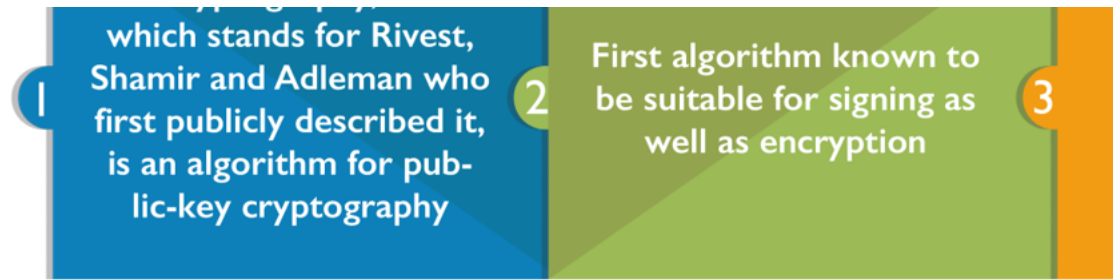 1
which stands for Rivest,
Shamir and Adleman who
first publicly described it,
is an algorithm for pub-
lic-key cryptography
2
First algorithm known to
be suitable for signing as
well as encryption
3